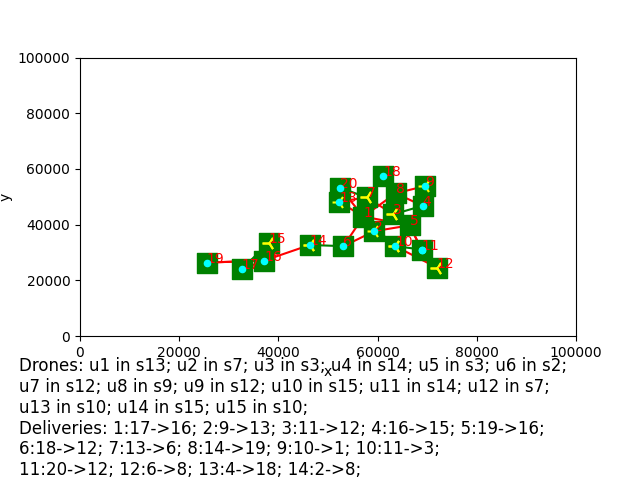 100000
80000
60000
40000
20000
0
y
0 20000 40000 60000 80000 100000
x
Drones: u1 in s13; u2 in s7; u3 in s3; u4 in s14; u5 in s3; u6 in s2;
u7 in s12; u8 in s9; u9 in s12; u10 in s15; u11 in s14; u12 in s7;
u13 in s10; u14 in s15; u15 in s10;
Deliveries: 1:17->16; 2:9->13; 3:11->12; 4:16->15; 5:19->16;
6:18->12; 7:13->6; 8:14->19; 9:10->1; 10:11->3;
11:20->12; 12:6->8; 13:4->18; 14:2->8;